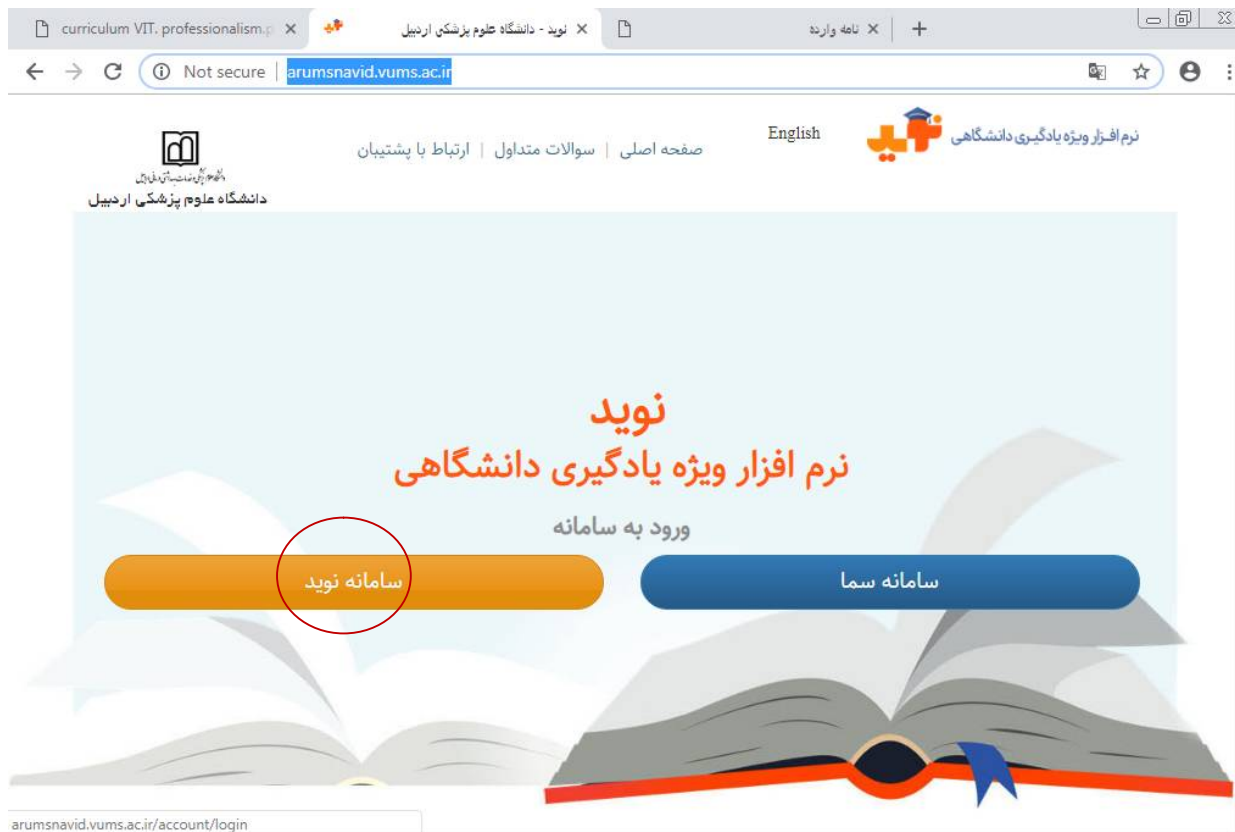 curriculum VIT. professionalism.p
نوید - دانشگاه علوم پزشکی اردبیل
نامه وارده
Not secure | arumsnavid.vums.ac.ir
نرم افزار ویژه یادگیری دانشگاهی
نوید
English
صفحه اصلی | سوالات متداول | ارتباط با پشتیبان
دانشگاه علوم پزشکی اردبیل
نوید
نرم افزار ویژه یادگیری دانشگاهی
ورود به سامانه
سامانه سما
سامانه نوید
arumsnavid.vums.ac.ir/account/login